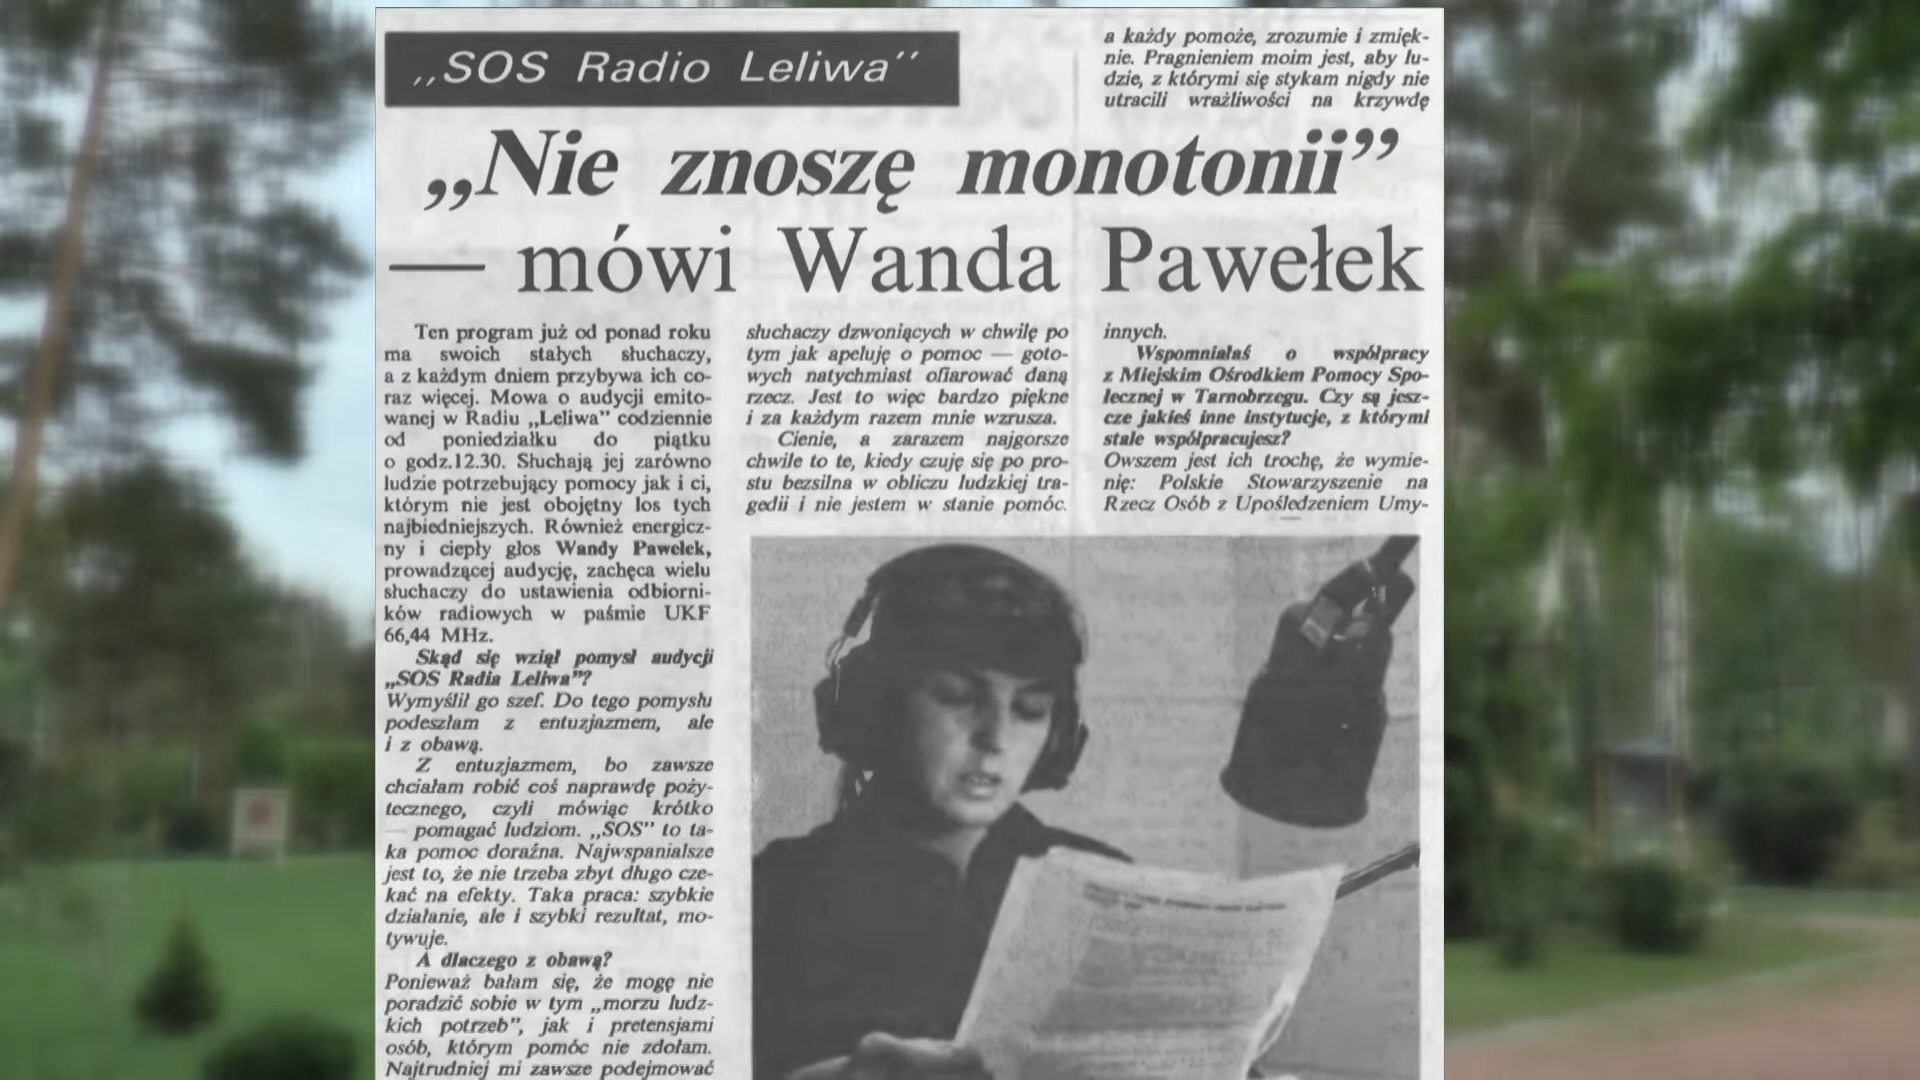 „SOS Radio Leliwa”
„Nie znoszę monotonii”
— mówi Wanda Pawełek
Ten program już od ponad roku
ma swoich stałych słuchaczy,
a z każdym dniem przybywa ich co-
raz więcej. Mowa o audycji emito-
wanej w Radiu „Leliwa” codziennie
od poniedziałku do piątku
o godz.12.30. Słuchają jej zarówno
ludzie potrzebujący pomocy jak i ci,
którym nie jest obojętny los tych
najbiedniejszych. Również energicz-
ny i ciepły głos Wandy Pawełek,
prowadzącej audycję, zachęca wielu
słuchaczy do ustawienia odbiorni-
ków radiowych w paśmie UKF
66,44 MHz.
Skąd się wziął pomysł audycji
„SOS Radia Leliwa”?
Wymyślił go szef. Do tego pomysłu
podeszłam z entuzjazmem, ale
i z obawą.
Z entuzjazmem, bo zawsze
chciałam robić coś naprawdę poży-
tecznego, czyli mówiąc krótko
— pomagać ludziom. „SOS” to ta-
ka pomoc doraźna. Najwspanialsze
jest to, że nie trzeba zbyt długo cze-
kać na efekty. Taka praca: szybkie
działanie, ale i szybki rezultat, mo-
tywuje.
A dlaczego z obawą?
Ponieważ bałam się, że mogę nie
poradzić sobie w tym „morzu ludz-
kich potrzeb”, jak i pretensjami
osób, którym pomóc nie zdołam.
Najtrudniej mi zawsze podejmować
słuchaczy dzwoniących w chwilę po
tym jak apeluję o pomoc — goto-
wych natychmiast ofiarować daną
rzecz. Jest to więc bardzo piękne
i za każdym razem mnie wzrusza.
Cienie, a zarazem najgorsze
chwile to te, kiedy czuję się po pro-
stu bezsilna w obliczu ludzkiej tra-
gedii i nie jestem w stanie pomóc.
a każdy pomoże, zrozumie i zmięk-
nie. Pragnieniem moim jest, aby lu-
dzie, z którymi się stykam nigdy nie
utracili wrażliwości na krzywdę
innych.
Wspomniałaś o współpracy
z Miejskim Ośrodkiem Pomocy Spo-
łecznej w Tarnobrzegu. Czy są jesz-
cze jakieś inne instytucje, z którymi
stale współpracujesz?
Owszem jest ich trochę, że wymie-
nię: Polskie Stowarzyszenie na
Rzecz Osób z Upośledzeniem Umy-